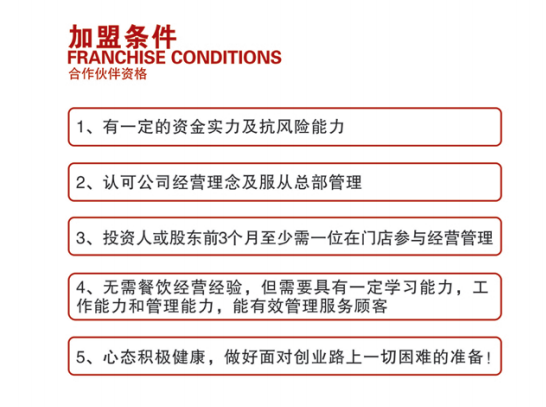 加盟条件
FRANCHISE CONDITIONS
合作伙伴资格
1、有一定的资金实力及抗风险能力
2、认可公司经营理念及服从总部管理
3、投资人或股东前3个月至少需一位在门店参与经营管理
4、无需餐饮经营经验，但需要具有一定学习能力，工
作能力和管理能力，能有效管理服务顾客
5、心态积极健康，做好面对创业路上一切困难的准备！